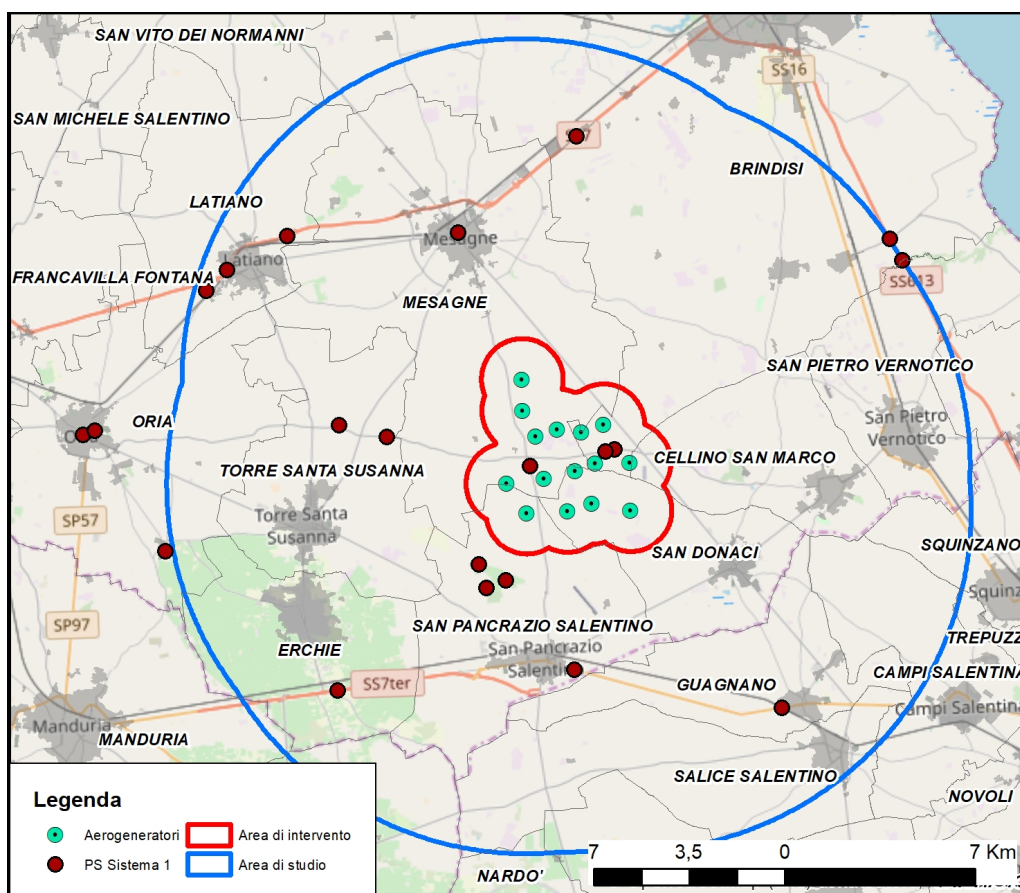 SAN VITO DEI NORMANNI
SS16
SAN MICHELE SALENTINO
BRINDISI
LATIANO
Mesagne
Latiano
FRANCAVILLA FONTANA
SS613
MESAGNE
SAN PIETRO VERNOTICO
ORIA
San Pietro
Vernotico
TORRE SANTA SUSANNA
CELLINO SAN MARCO
SP57
Torre Santa
Susanna
SAN DONACI
SQUINZANO
Squinz
SP97
SAN PANCRAZIO SALENTINO
TREPUZZ
ERCHIE
San Pancrazio
Salentin
CAMPI SALENTINA
SS7ter
GUAGNANO
Campi Salentina
Manduria
MANDURIA
SALICE SALENTINO
NOVOLI
Legenda
Aerogeneratori
Area di intervento
PS Sistema 1
Area di studio
NARDO'
7 3,5 0 7 Km